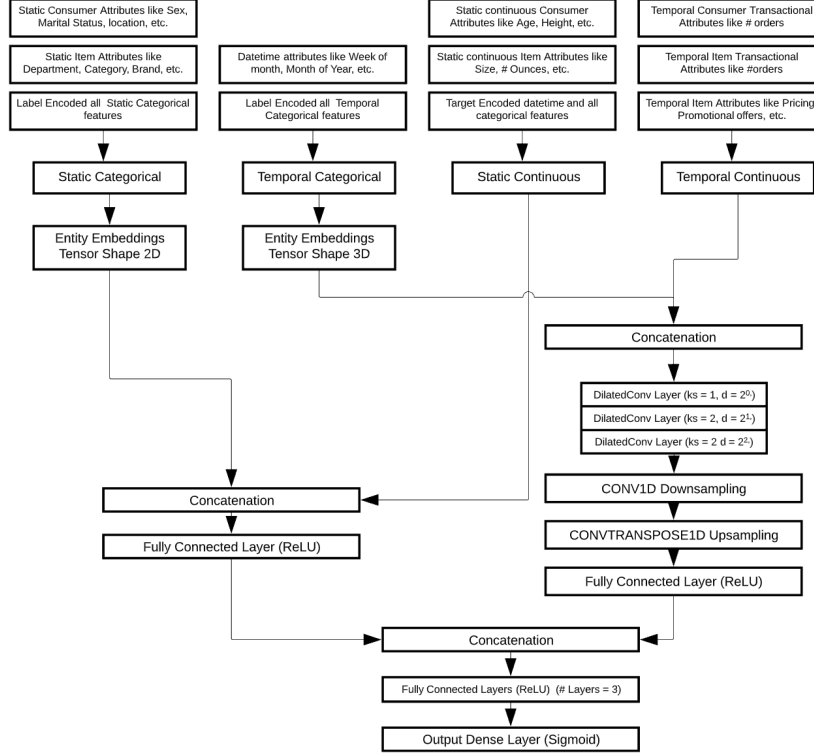 Static Consumer Attributes like Sex,
Marital Status, location, etc.
Static Item Attributes like
Department, Category, Brand, etc.
Label Encoded all Static Categorical
features
Static Categorical
Entity Embeddings
Tensor Shape 2D
Datetime attributes like Week of
month, Month of Year, etc.
Label Encoded all Temporal
Categorical features
Temporal Categorical
Entity Embeddings
Tensor Shape 3D
Static continuous Consumer
Attributes like Age, Height, etc.
Static continuous Item Attributes like
Size, # Ounces, etc.
Target Encoded datetime and all
categorical features
Static Continuous
Temporal Consumer Transactional
Attributes like # orders
Temporal Item Transactional
Attributes like #orders
Temporal Item Attributes like Pricing
Promotional offers, etc.
Temporal Continuous
Concatenation
DilatedConv Layer (ks = 1, d = 2^0.)
DilatedConv Layer (ks = 2, d = 2^1.)
DilatedConv Layer (ks = 2 d = 2^2.)
CONV1D Downsampling
CONVTRANSPOSE1D Upsampling
Fully Connected Layer (ReLU)
Concatenation
Fully Connected Layer (ReLU)
Concatenation
Fully Connected Layers (ReLU) (# Layers = 3)
Output Dense Layer (Sigmoid)